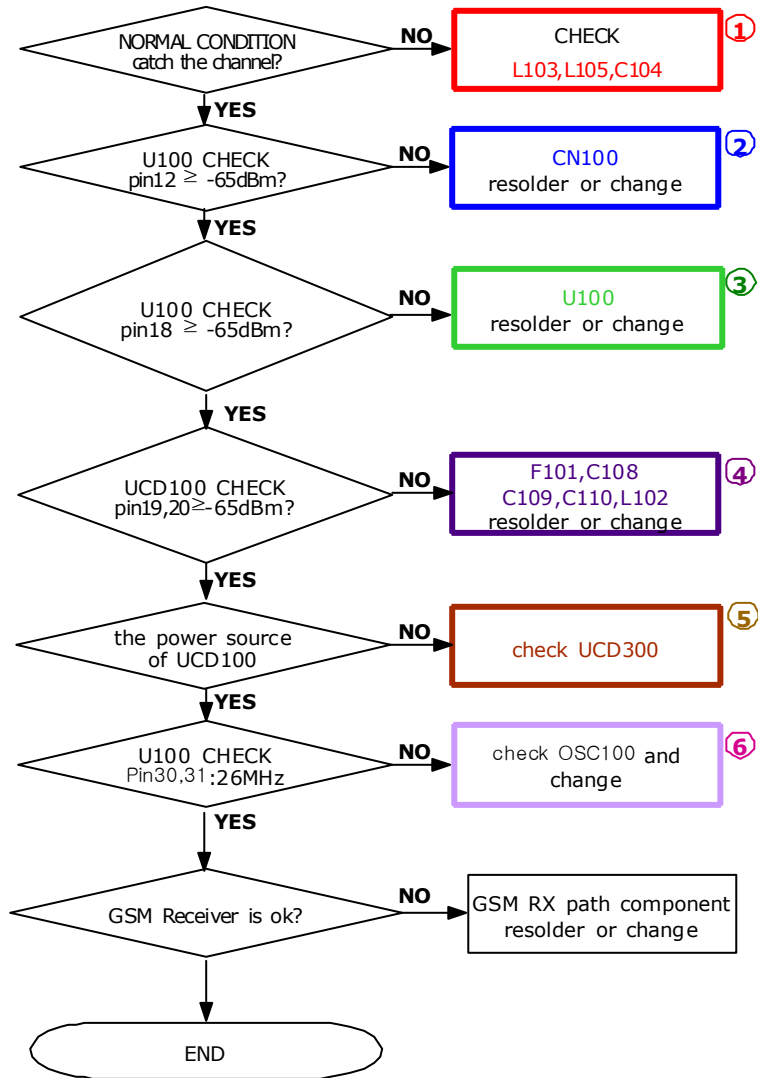 NORMAL CONDITION
catch the channel?
NO
CHECK
L103,L105,C104
1
YES
U100 CHECK
pin12 ≥ -65dBm?
NO
CN100
resolder or change
2
YES
U100 CHECK
pin18 ≥ -65dBm?
NO
U100
resolder or change
3
YES
UCD100 CHECK
pin19,20≥-65dBm?
NO
F101,C108
C109,C110,L102
resolder or change
4
YES
the power source
of UCD100
NO
check UCD300
5
YES
U100 CHECK
Pin30,31:26MHz
NO
check OSC100 and
change
6
YES
GSM Receiver is ok?
NO
GSM RX path component
resolder or change
END